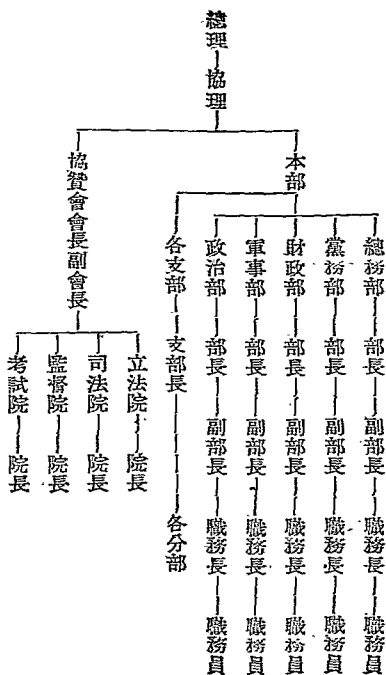 總理 協理
本部
總務部 部長 副部長 職務長 職務員
黨務部 部長 副部長 職務長 職務員
財政部 部長 副部長 職務長 職務員
軍事部 部長 副部長 職務長 職務員
政治部 部長 副部長 職務長 職務員
各支部 支部長 各分部
協贊會會長副會長
立法院 院長
司法院 院長
監督院 院長
考試院 院長